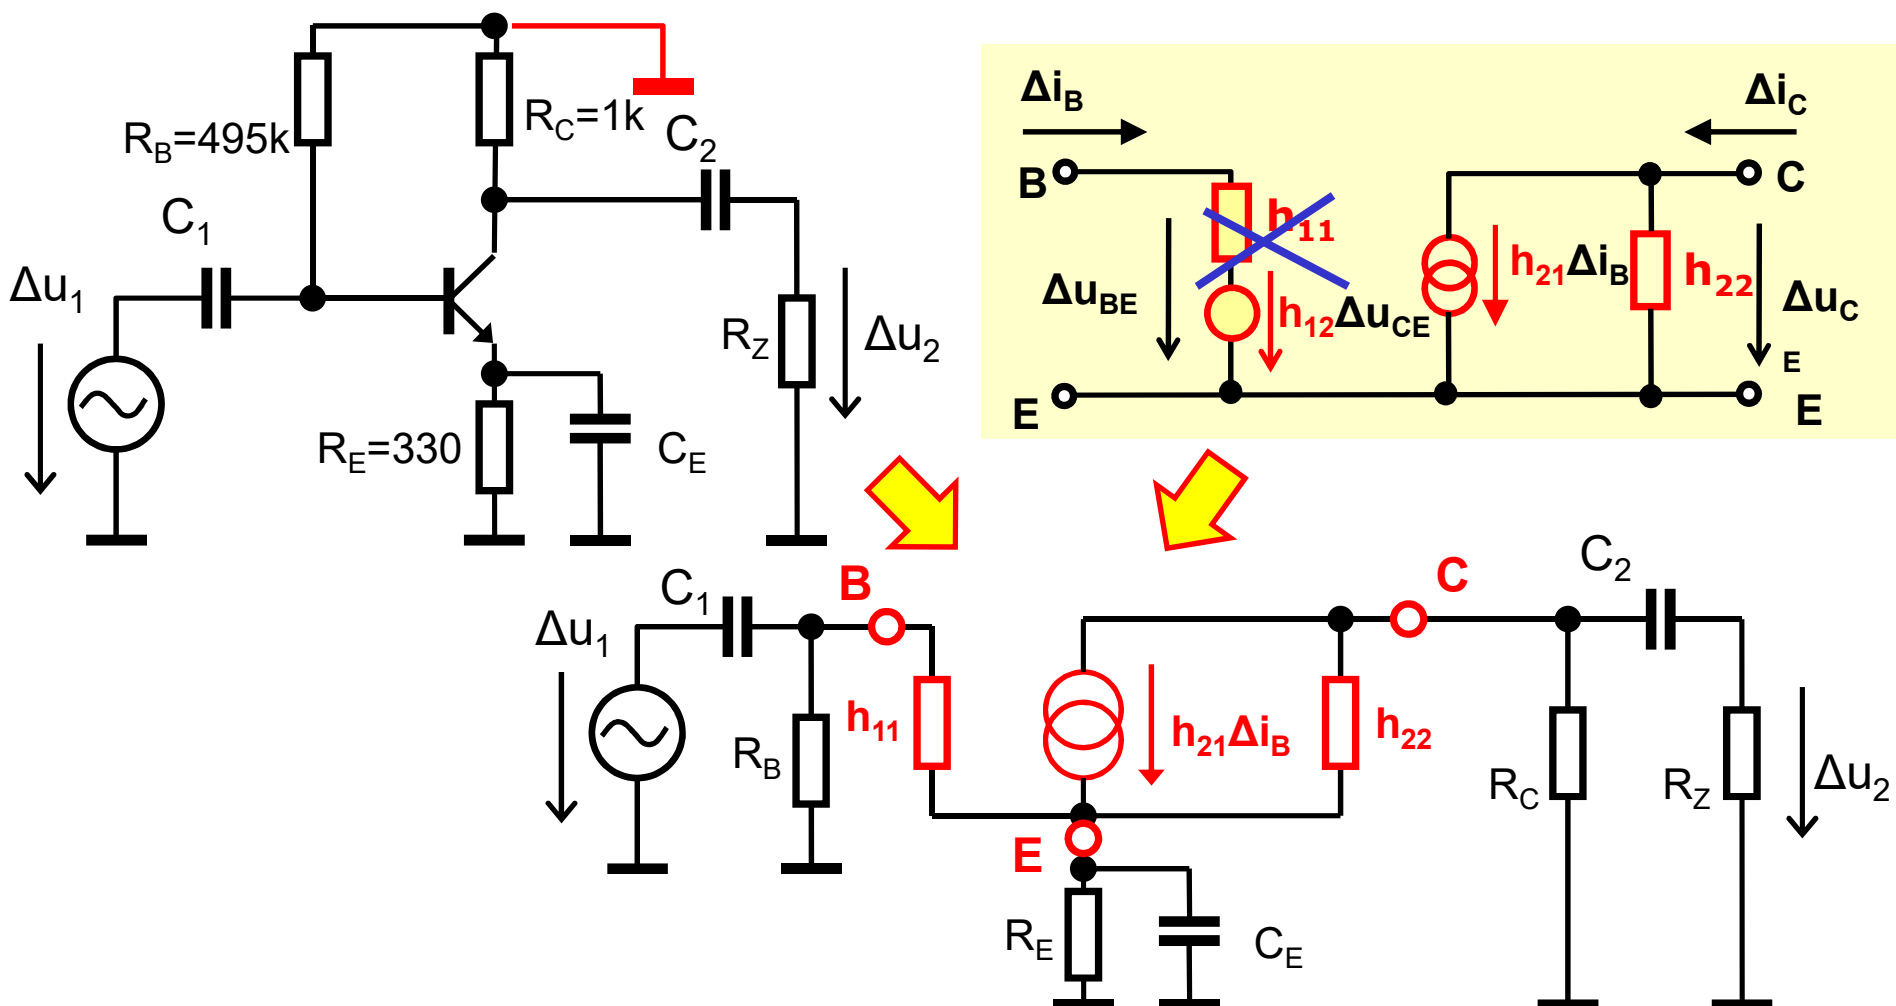 R_B=495k
R_C=1k
C_2
C_1
Δu_1
R_Z
Δu_2
R_E=330
C_E
Δi_B
Δi_C
B
C
h_11
Δu_BE
h_12Δu_CE
h_21Δi_B
h_22
Δu_C
E
E
E
C_1
B
C
C_2
Δu_1
R_B
h_11
h_21Δi_B
h_22
R_C
R_Z
Δu_2
E
R_E
C_E